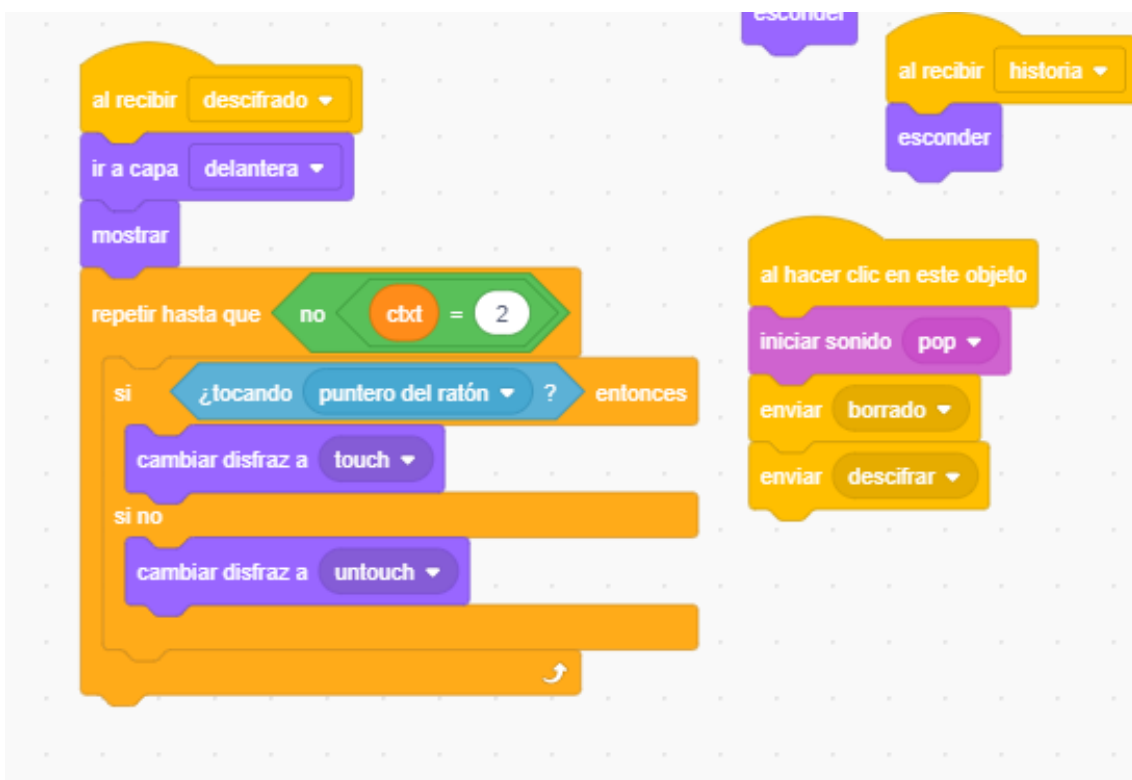 esconder
al recibir historia
esconder
al recibir descifrado
ir a capa delantera
mostrar
repetir hasta que no ctxt = 2
si ¿tocando puntero del ratón ? entonces
cambiar disfraz a touch
si no
cambiar disfraz a untouch
al hacer clic en este objeto
iniciar sonido pop
enviar borrado
enviar descifrar